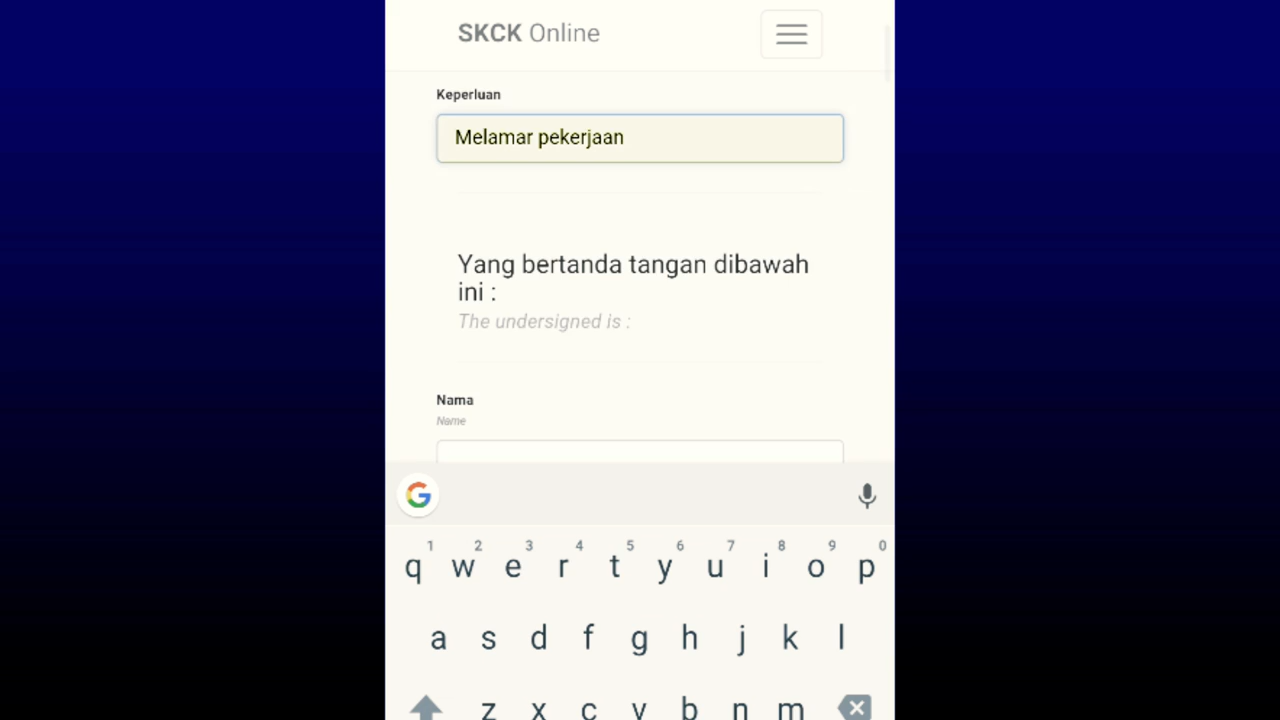 SKCK Online
Keperluan
Melamar pekerjaan
Yang bertanda tangan dibawah
ini :
The undersigned is :
Nama
Name
G
1 2 3 4 5 6 7 8 9 0
q w e r t y u i o p
a s d f g h j k l
z x c v b n m